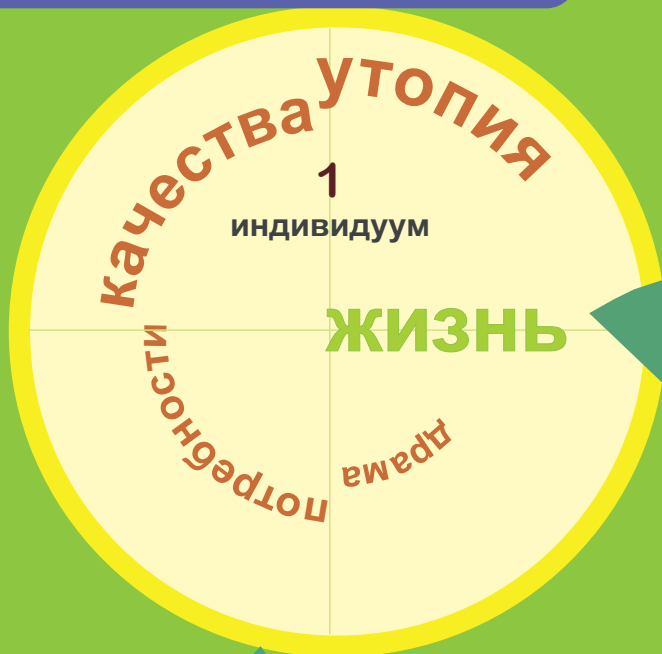 качества
утопия
1
индивидуум
жизнь
потребности
драма